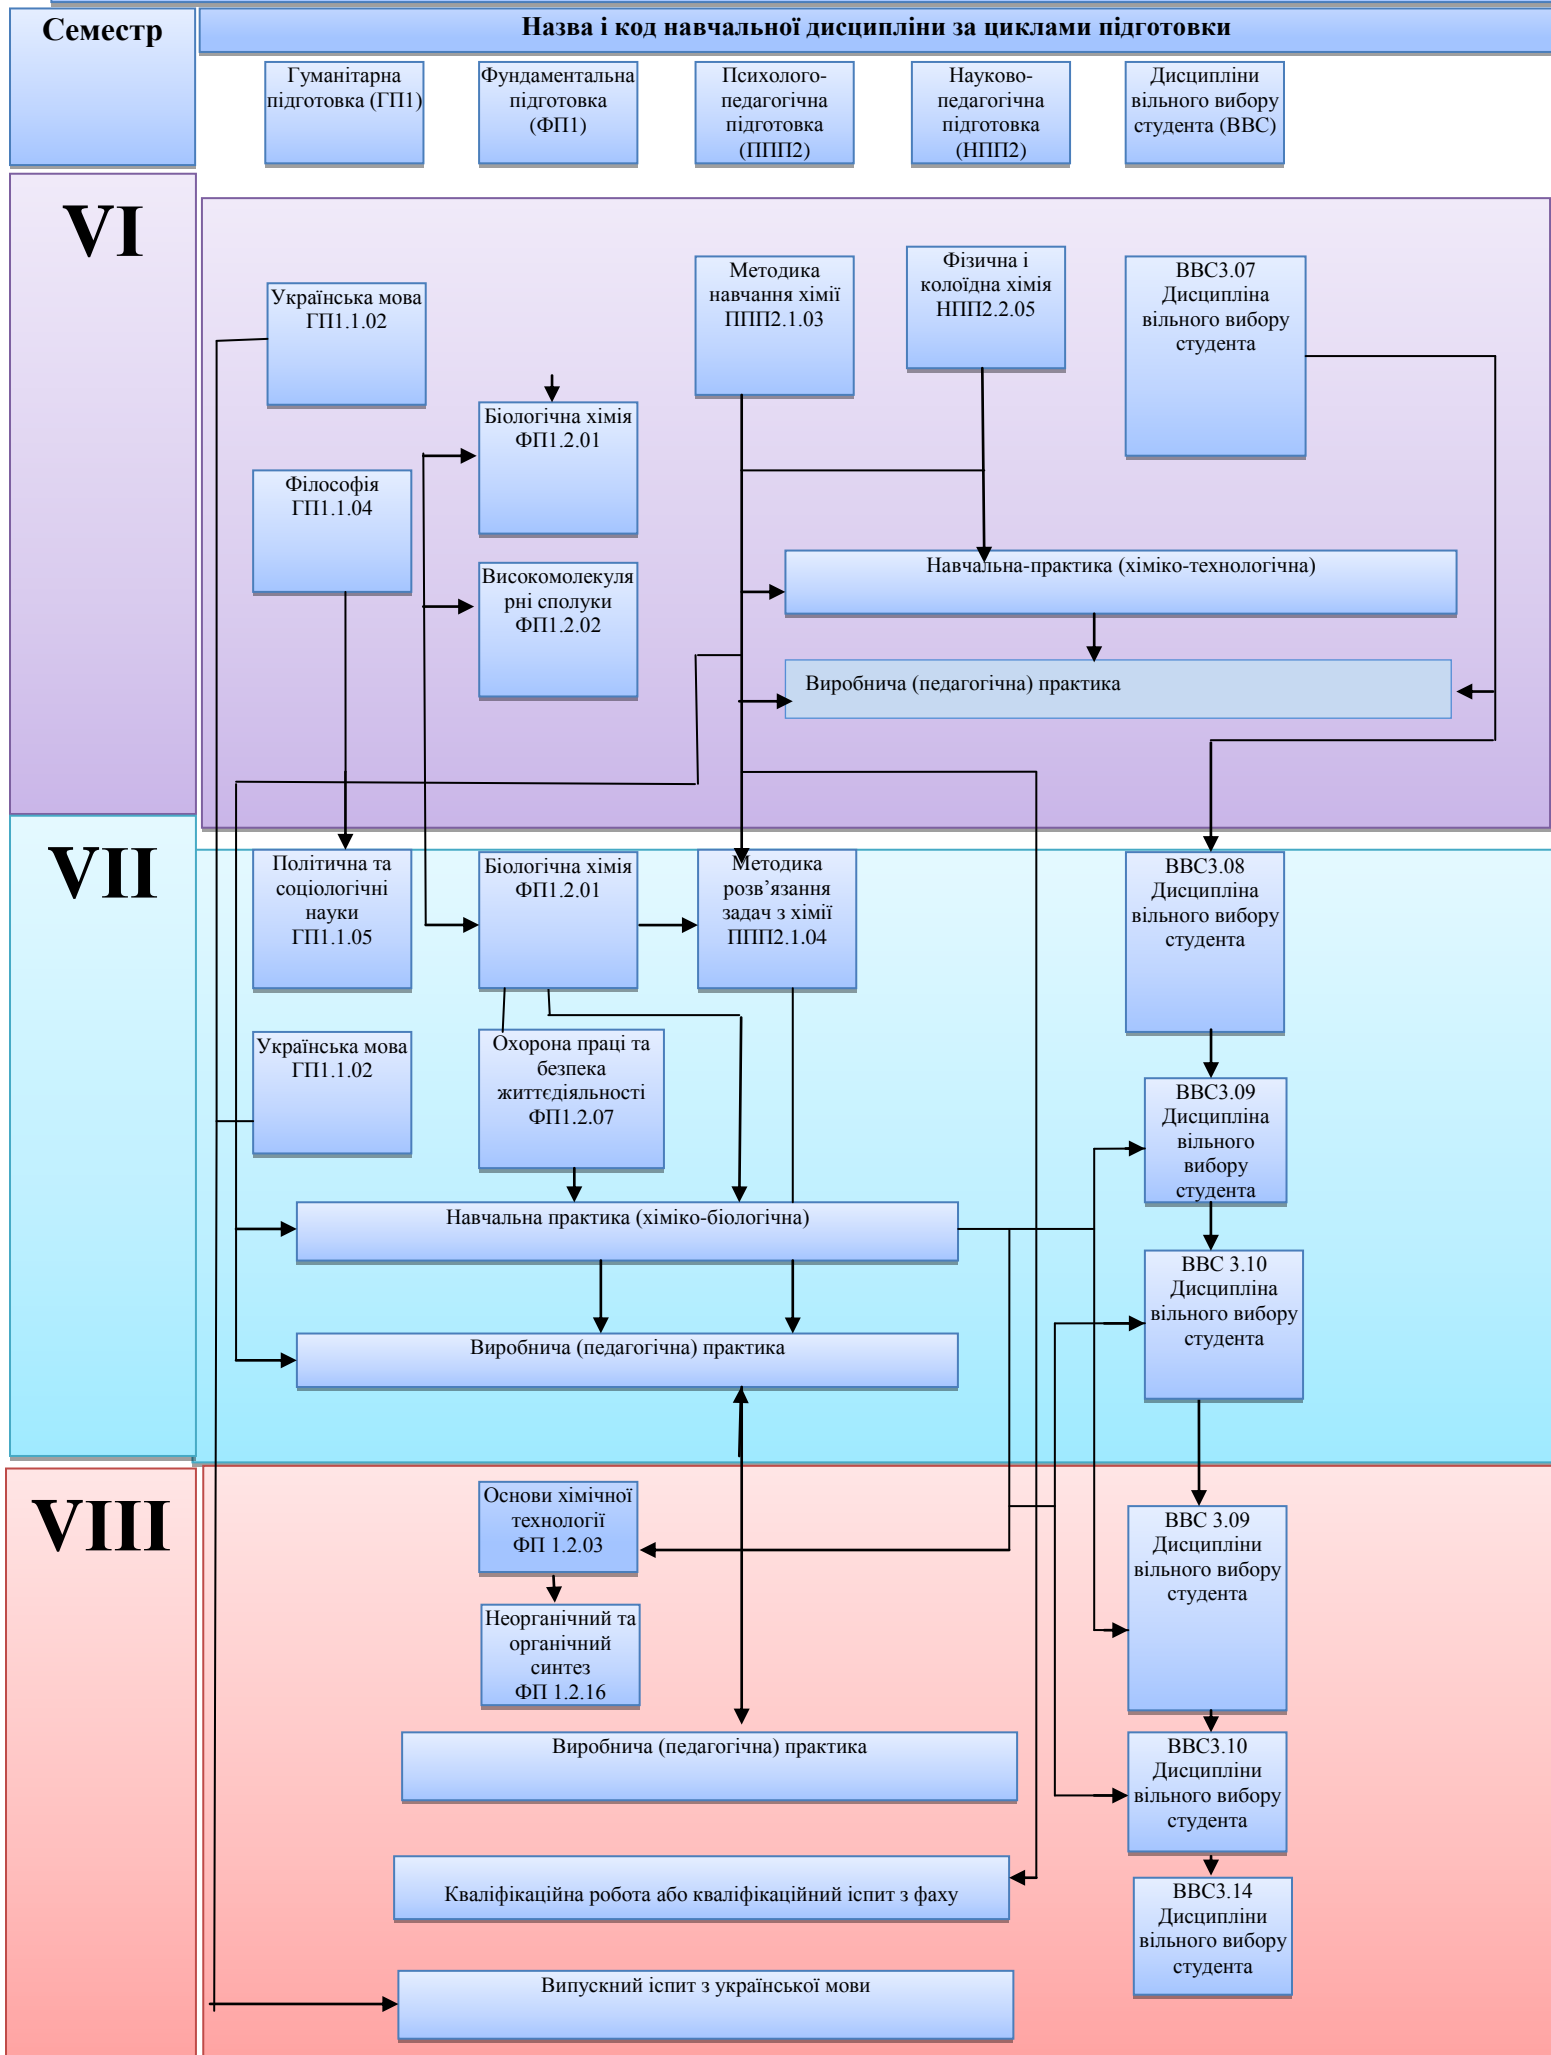 Семестр
Назва і код навчальної дисципліни за циклами підготовки
Гуманітарна
підготовка (ГП1)
Фундаментальна
підготовка
(ФП1)
Психолого-
педагогічна
підготовка
(ППП2)
Науково-
педагогічна
підготовка
(НПП2)
Дисципліни
вільного вибору
студента (ВВС)
VI
Українська мова
ГП1.1.02
Філософія
ГП1.1.04
Біологічна хімія
ФП1.2.01
Високомолекуля
рні сполуки
ФП1.2.02
Методика
навчання хімії
ППП2.1.03
Фізична і
колоїдна хімія
НПП2.2.05
ВВС3.07
Дисципліна
вільного вибору
студента
Навчальна-практика (хіміко-технологічна)
Виробнича (педагогічна) практика
VII
Політична та
соціологічні
науки
ГП1.1.05
Біологічна хімія
ФП1.2.01
Методика
розв’язання
задач з хімії
ППП2.1.04
ВВС3.08
Дисципліна
вільного вибору
студента
Українська мова
ГП1.1.02
Охорона праці та
безпека
життєдіяльності
ФП1.2.07
ВВС3.09
Дисципліна
вільного
вибору
студента
Навчальна практика (хіміко-біологічна)
ВВС 3.10
Дисципліна
вільного вибору
студента
Виробнича (педагогічна) практика
VIII
Основи хімічної
технології
ФП 1.2.03
Неорганічний та
органічний
синтез
ФП 1.2.16
ВВС 3.09
Дисципліни
вільного вибору
студента
Виробнича (педагогічна) практика
ВВС3.10
Дисципліни
вільного вибору
студента
Кваліфікаційна робота або кваліфікаційний іспит з фаху
ВВС3.14
Дисципліни
вільного вибору
студента
Випускний іспит з української мови